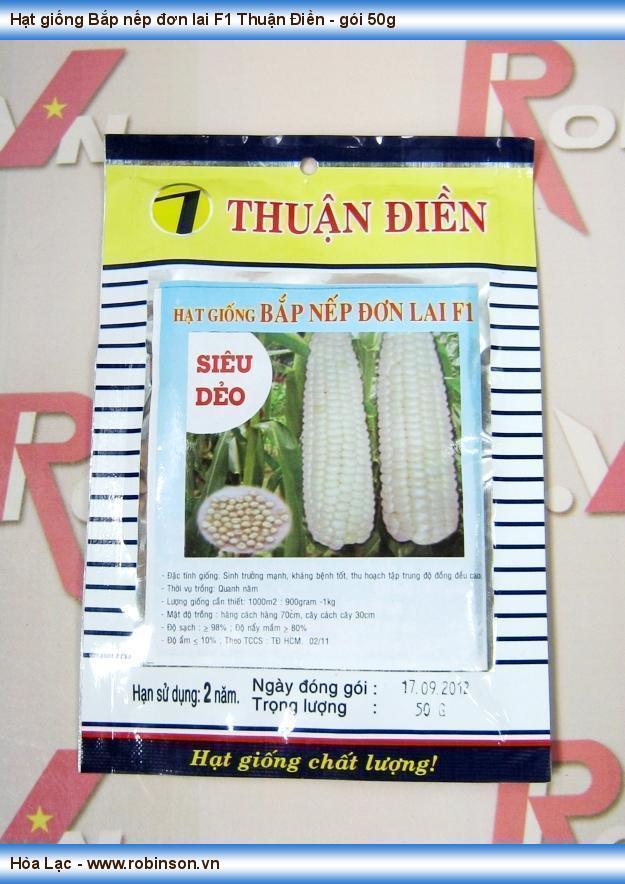 Hạt giống Bắp nếp đơn lai F1 Thuận Điền - gói 50g
THUẬN ĐIỀN
HẠT GIỐNG BẮP NẾP ĐƠN LAI F1
SIÊU
DẺO
- Đặc tính giống: Sinh trưởng mạnh, kháng bệnh tốt, thu hoạch tập trung độ đồng đều cao.
- Thời vụ trồng: Quanh năm
- Lượng giống cần thiết: 1000m2 : 900gram -1kg
- Mật độ trồng : hàng cách hàng 70cm, cây cách cây 30cm
- Độ sạch : ≥ 98% ; Độ nẩy mầm > 80%
- Độ ẩm ≤ 10% ; Theo TCCS : TĐ HCM. 02/11
Hạn sử dụng: 2 năm.
Ngày đóng gói : 17.09.2012
Trọng lượng : 50 G
Hạt giống chất lượng!
Hòa Lạc - www.robinson.vn